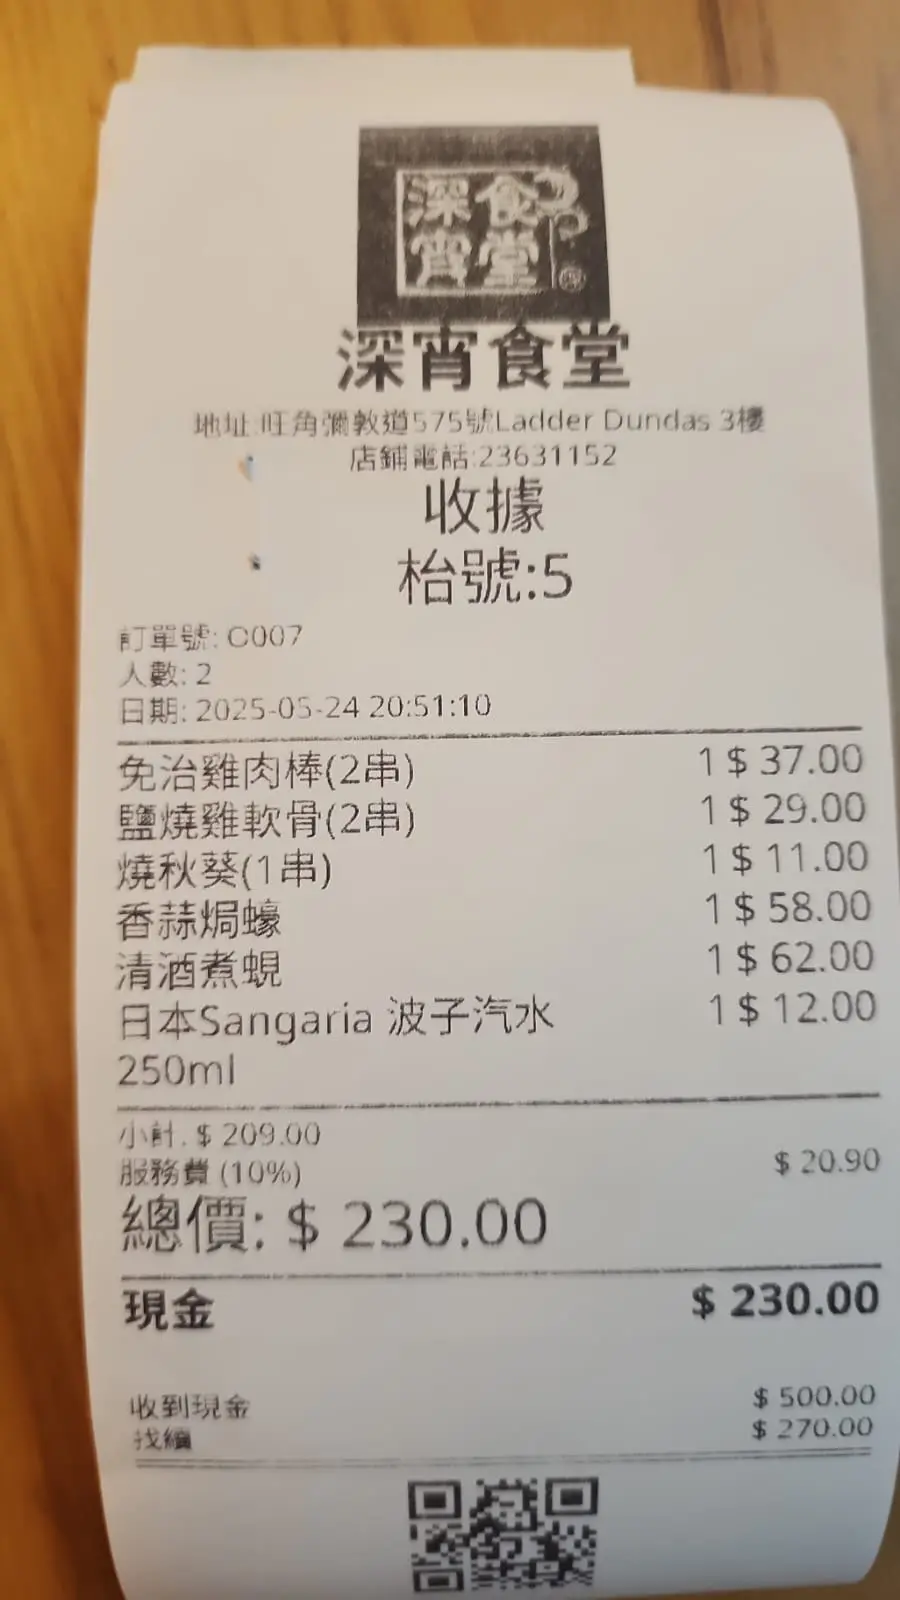 深食
宵堂
深宵食堂
地址:旺角彌敦道575號Ladder Dundas 3樓
店鋪電話:23631152
收據
枱號:5
訂單號: O007
人數: 2
日期: 2025-05-24 20:51:10
免治雞肉棒(2串) 1 $ 37.00
鹽燒雞軟骨(2串) 1 $ 29.00
燒秋葵(1串) 1 $ 11.00
香蒜焗蠔 1 $ 58.00
清酒煮蜆 1 $ 62.00
日本Sangaria 波子汽水 1 $ 12.00
250ml
小計: $ 209.00
服務費 (10%) $ 20.90
總價: $ 230.00
現金 $ 230.00
收到現金 $ 500.00
找續 $ 270.00